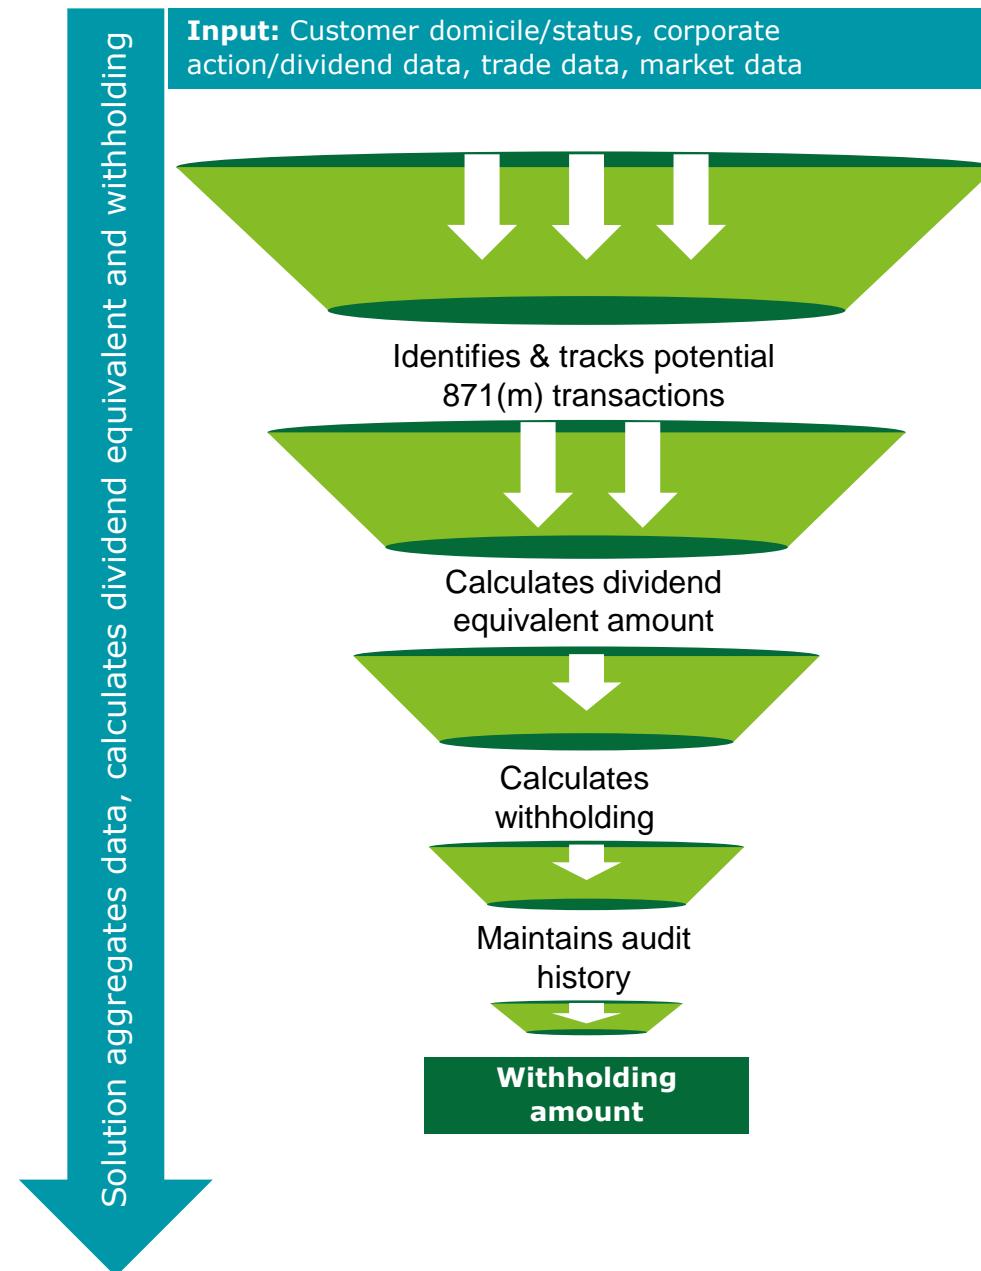 Input: Customer domicile/status, corporate
action/dividend data, trade data, market data
Solution aggregates data, calculates dividend equivalent and withholding
Identifies & tracks potential
871(m) transactions
Calculates dividend
equivalent amount
Calculates
withholding
Maintains audit
history
Withholding
amount